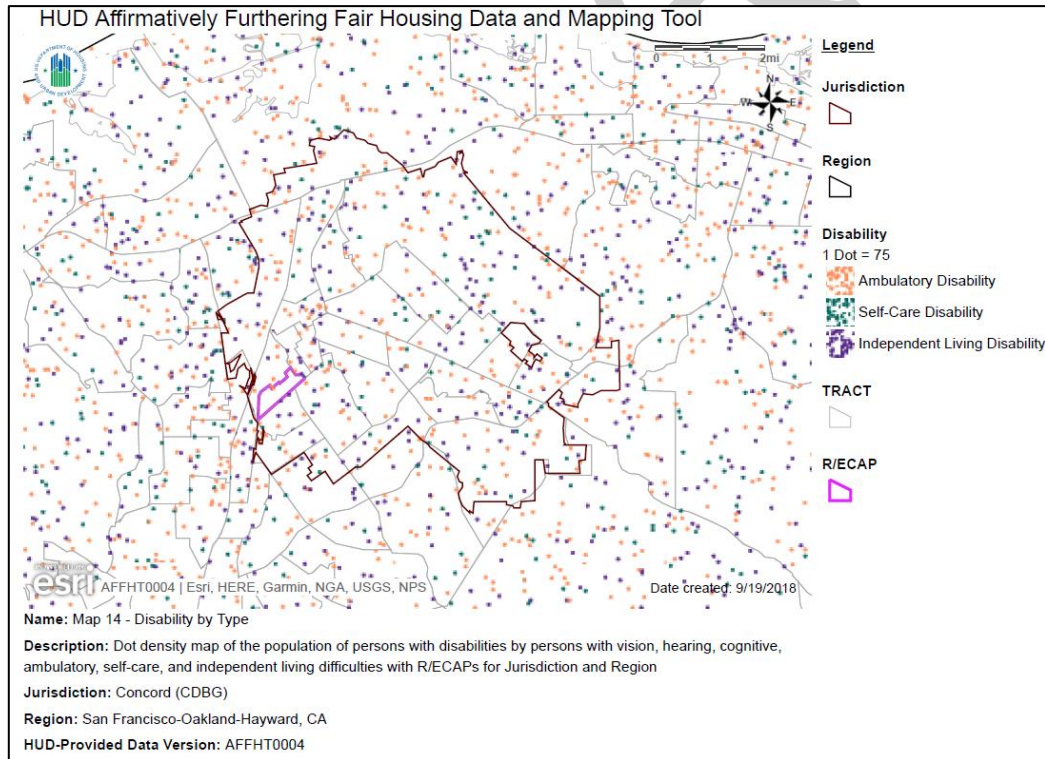 HUD Affirmatively Furthering Fair Housing Data and Mapping Tool
0 1 2mi
N
W E
S
Legend
Jurisdiction
Region
Disability
1 Dot = 75
Ambulatory Disability
Self-Care Disability
Independent Living Disability
TRACT
R/ECAP
esri
AFFHT0004 | Esri, HERE, Garmin, NGA, USGS, NPS
Date created: 9/19/2018
Name: Map 14 - Disability by Type
Description: Dot density map of the population of persons with disabilities by persons with vision, hearing, cognitive,
ambulatory, self-care, and independent living difficulties with R/ECAPs for Jurisdiction and Region
Jurisdiction: Concord (CDBG)
Region: San Francisco-Oakland-Hayward, CA
HUD-Provided Data Version: AFFHT0004